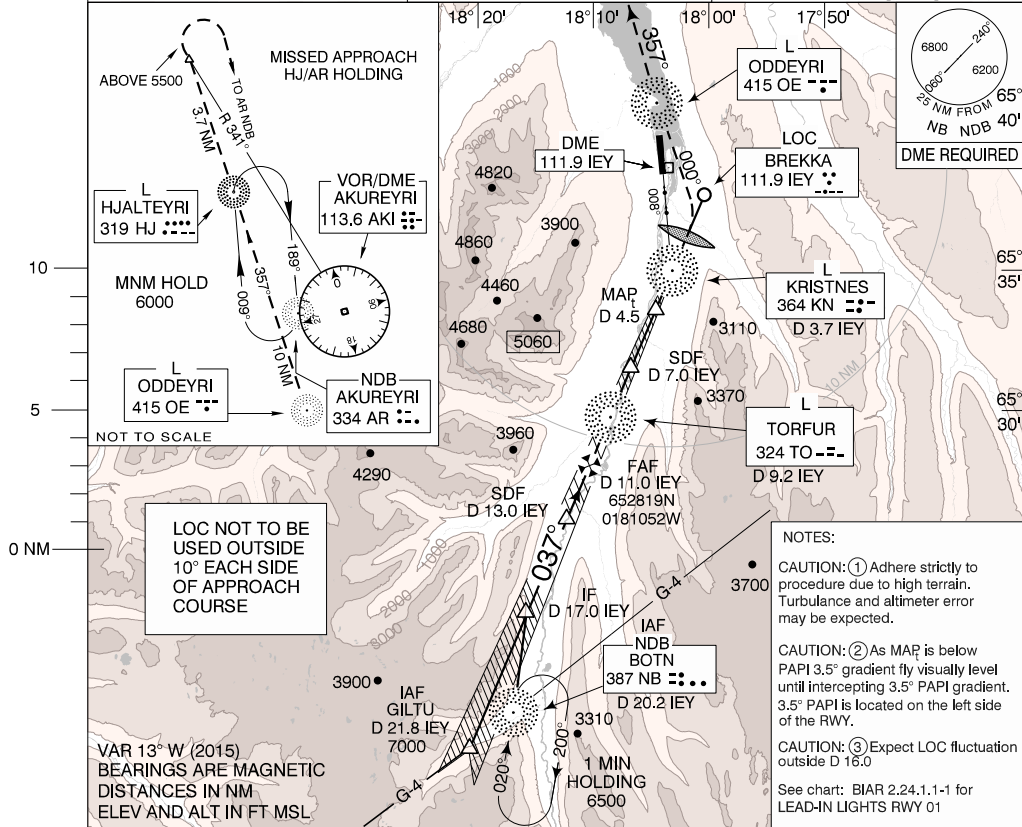 18°20'
18°10'
18°00'
17°50'
MISSED APPROACH
HJ/AR HOLDING
ABOVE 5500
TO AR NDB
R 341°
3.7 NM
L
HJALTEYRI
319 HJ
VOR/DME
AKUREYRI
113.6 AKI
MNM HOLD
6000
009°
357°
189°
0
06
18
27
10 NM
L
ODDEYRI
415 OE
NDB
AKUREYRI
334 AR
NOT TO SCALE
10
5
0 NM
1000
2000
3000
357°
L
ODDEYRI
415 OE
6800
240°
060°
6200
25 NM FROM
NB NDB
DME REQUIRED
65°
40'
DME
111.9 IEY
000°
008°
LOC
BREKKA
111.9 IEY
4820
3900
4860
4460
4680
5060
65°
35'
L
KRISTNES
364 KN
D 3.7 IEY
MAPt
D 4.5
3110
SDF
D 7.0 IEY
3370
10 NM
65°
30'
L
TORFUR
324 TO
D 9.2 IEY
3960
4290
FAF
D 11.0 IEY
652819N
0181052W
SDF
D 13.0 IEY
1000
2000
3000
037°
LOC NOT TO BE
USED OUTSIDE
10° EACH SIDE
OF APPROACH
COURSE
G-4
3700
IF
D 17.0 IEY
IAF
NDB
BOTN
387 NB
D 20.2 IEY
3900
IAF
GILTU
D 21.8 IEY
7000
3310
020°
200°
1 MIN
HOLDING
6500
G-4
VAR 13° W (2015)
BEARINGS ARE MAGNETIC
DISTANCES IN NM
ELEV AND ALT IN FT MSL
NOTES:
CAUTION: ① Adhere strictly to
procedure due to high terrain.
Turbulance and altimeter error
may be expected.
CAUTION: ② As MAPt is below
PAPI 3.5° gradient fly visually level
until intercepting 3.5° PAPI gradient.
3.5° PAPI is located on the left side
of the RWY.
CAUTION: ③ Expect LOC fluctuation
outside D 16.0
See chart: BIAR 2.24.1.1-1 for
LEAD-IN LIGHTS RWY 01